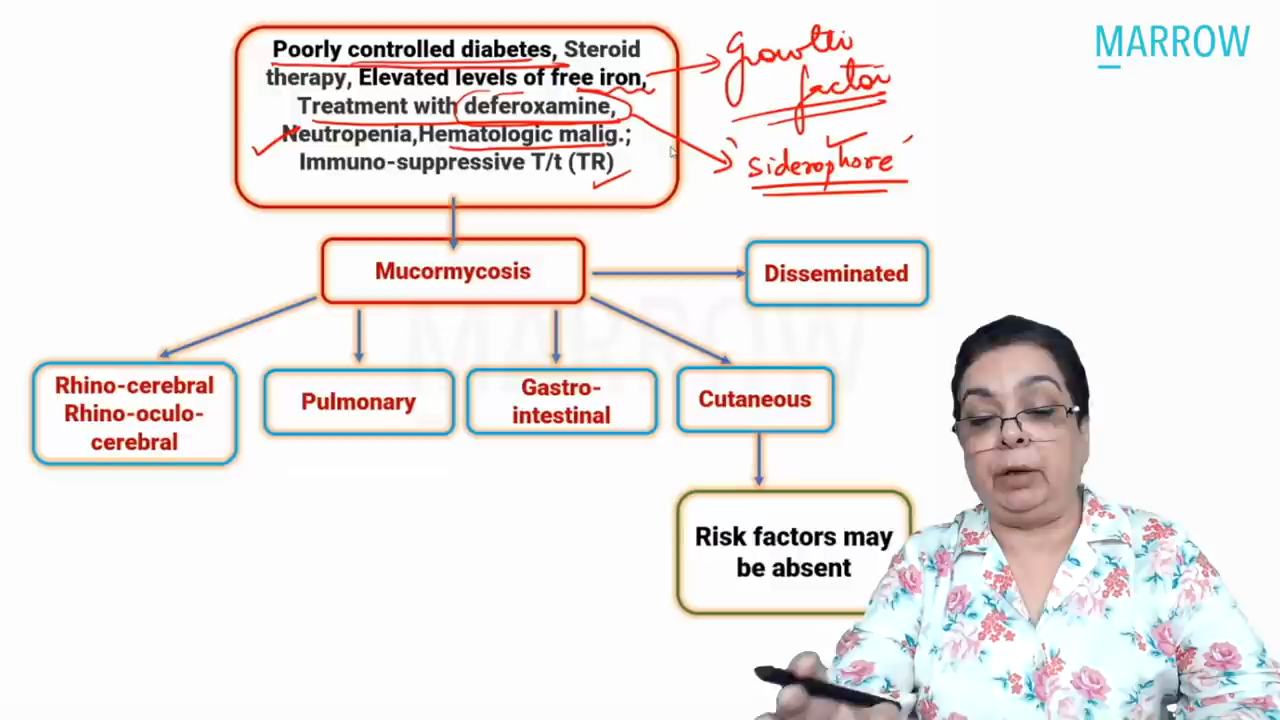 MARROW
Poorly controlled diabetes, Steroid
therapy, Elevated levels of free iron,
Treatment with deferoxamine,
Neutropenia,Hematologic malig.;
Immuno-suppressive T/t (TR)
Growth
factor
'siderophore'
Mucormycosis
Disseminated
Rhino-cerebral
Rhino-oculo-
cerebral
Pulmonary
Gastro-
intestinal
Cutaneous
MARROW
Risk factors may
be absent